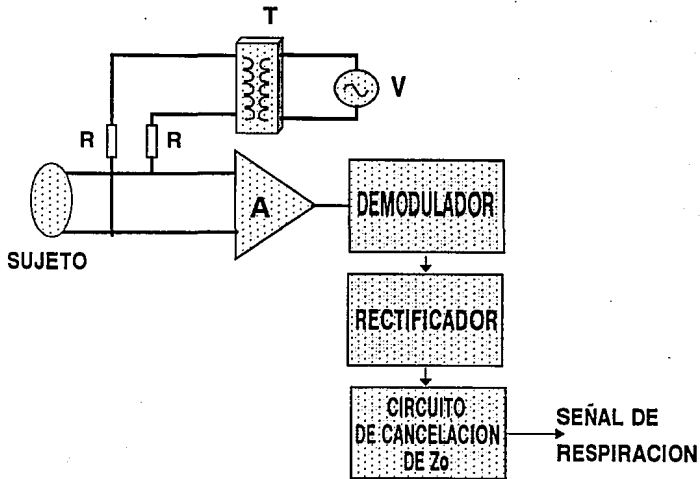 T
V
R
R
A
SUJETO
DEMODULADOR
RECTIFICADOR
CIRCUITO
DE CANCELACION
DE Zo
SEÑAL DE
RESPIRACION